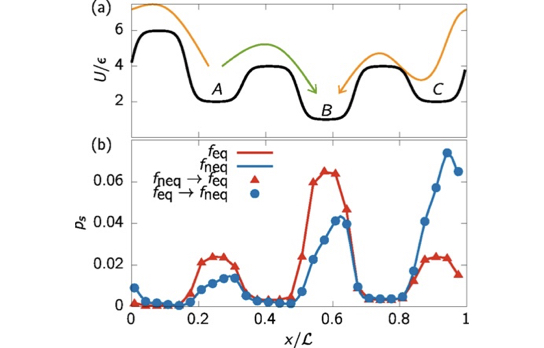 (a)
U/ϵ
6
4
2
A
B
C
(b)
f_eq
f_neq
f_neq → f_eq
f_eq → f_neq
p_s
0.06
0.04
0.02
0
0 0.2 0.4 0.6 0.8 1
x/ℒ